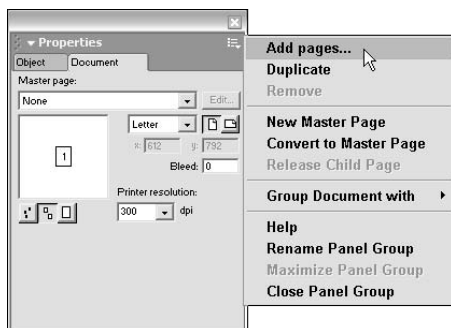 Properties
Object Document
Master page:
None Edit...
Letter
x: 612 y: 792
1
Bleed: 0
Printer resolution:
300 dpi
Add pages...
Duplicate
Remove
New Master Page
Convert to Master Page
Release Child Page
Group Document with
Help
Rename Panel Group
Maximize Panel Group
Close Panel Group